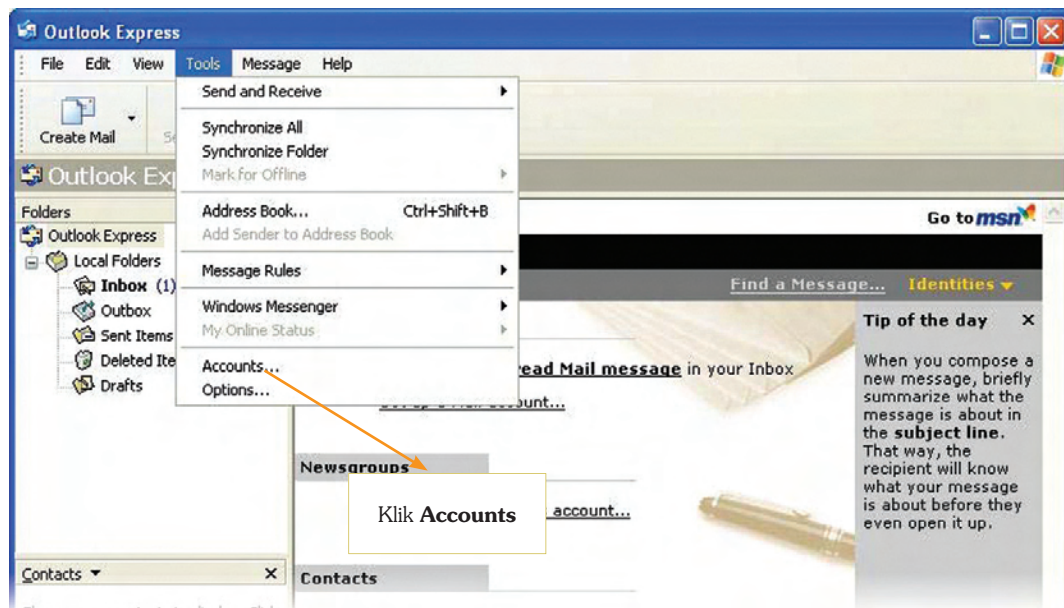 Outlook Express
File Edit View Tools Message Help
Create Mail
Outlook Exp
Send and Receive
Synchronize All
Synchronize Folder
Mark for Offline
Address Book... Ctrl+Shift+B
Add Sender to Address Book
Message Rules
Windows Messenger
My Online Status
Accounts...
Options...
Folders
Outlook Express
Local Folders
Inbox (1)
Outbox
Sent Items
Deleted Ite
Drafts
Contacts
Go to msn
Find a Message... Identities
read Mail message in your Inbox
account...
Newsgroups
account...
Contacts
Klik Accounts
Tip of the day
When you compose a
new message, briefly
summarize what the
message is about in
the subject line.
That way, the
recipient will know
what your message
is about before they
even open it up.